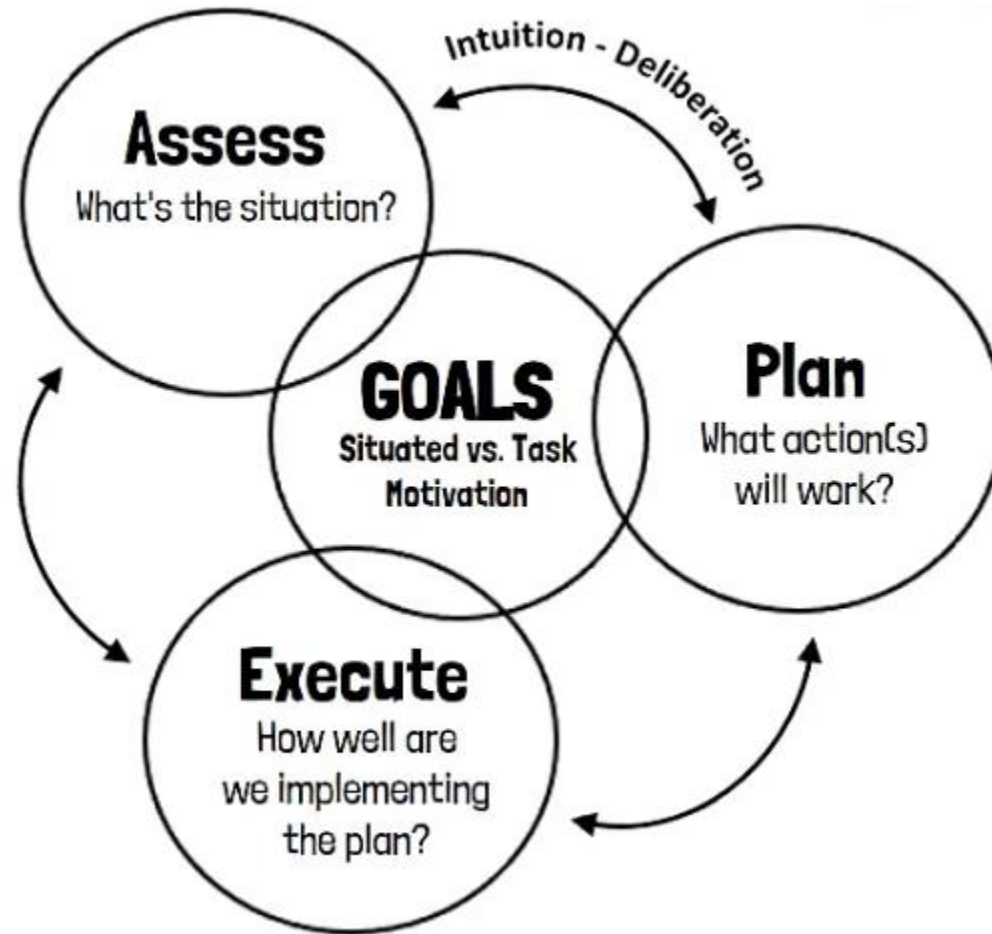 Intuition - Deliberation
Assess
What's the situation?
GOALS
Situated vs. Task
Motivation
Plan
What action(s)
will work?
Execute
How well are
we implementing
the plan?